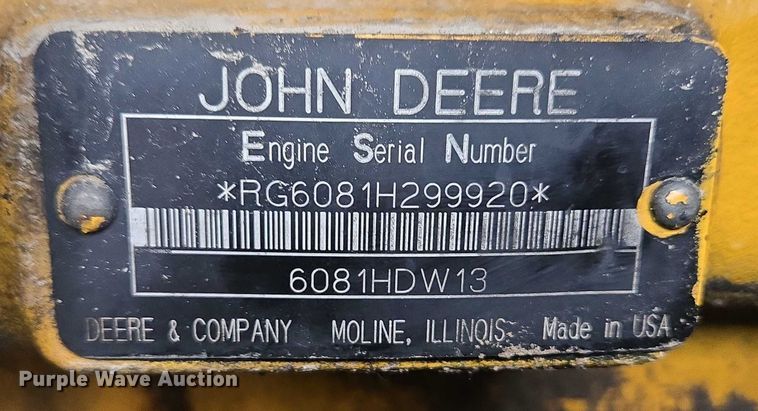 JOHN DEERE
Engine Serial Number
*RG6081H299920*
6081HDW13
DEERE & COMPANY MOLINE, ILLINOIS Made in USA
Purple Wave Auction